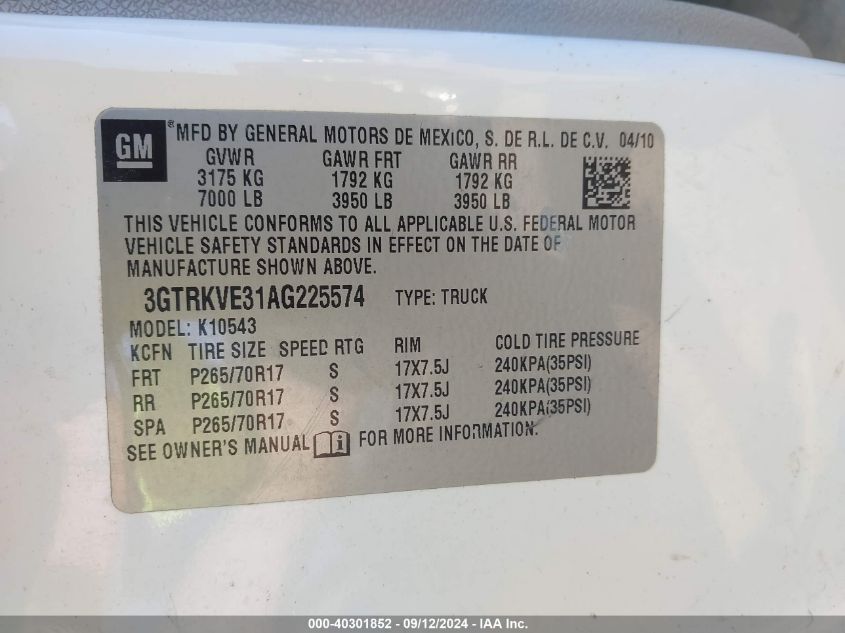 GM ® MFD BY GENERAL MOTORS DE MEXICO, S. DE R.L. DE C.V. 04/10
GVWR GAWR FRT GAWR RR
3175 KG 1792 KG 1792 KG
7000 LB 3950 LB 3950 LB
THIS VEHICLE CONFORMS TO ALL APPLICABLE U.S. FEDERAL MOTOR
VEHICLE SAFETY STANDARDS IN EFFECT ON THE DATE OF
MANUFACTURE SHOWN ABOVE.
3GTRKVE31AG225574 TYPE: TRUCK
MODEL: K10543
KCFN TIRE SIZE SPEED RTG RIM COLD TIRE PRESSURE
FRT P265/70R17 S 17X7.5J 240KPA(35PSI)
RR P265/70R17 S 17X7.5J 240KPA(35PSI)
SPA P265/70R17 S 17X7.5J 240KPA(35PSI)
SEE OWNER'S MANUAL i FOR MORE INFORMATION.
000-40301852 - 09/12/2024 - IAA Inc.